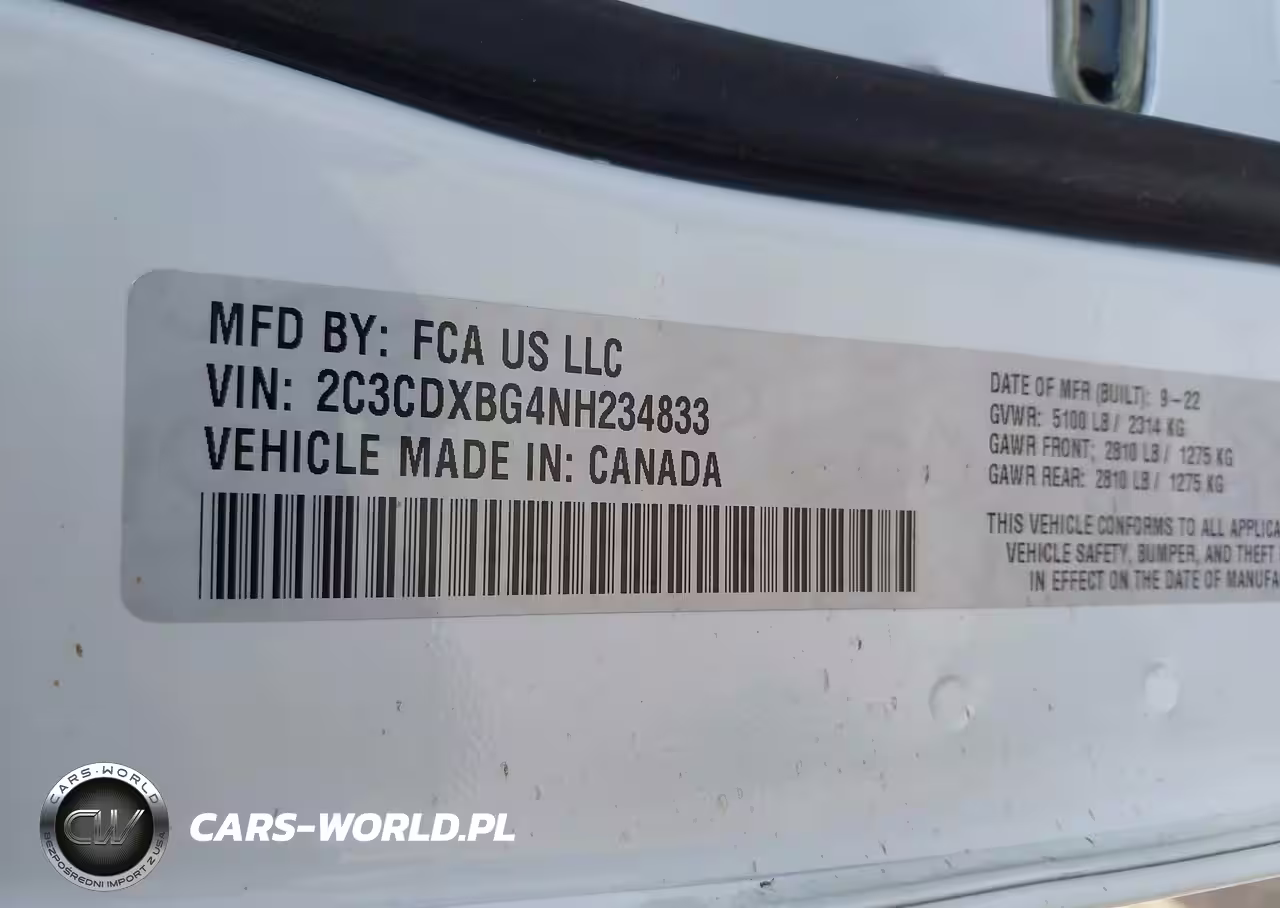 MFD BY: FCA US LLC
VIN: 2C3CDXBG4NH234833
VEHICLE MADE IN: CANADA
DATE OF MFR (BUILT): 9-22
GVWR: 5100 LB / 2314 KG
GAWR FRONT: 2810 LB / 1275 KG
GAWR REAR: 2810 LB / 1275 KG
THIS VEHICLE CONFORMS TO ALL APPLICA
VEHICLE SAFETY, BUMPER, AND THEFT
IN EFFECT ON THE DATE OF MANUFA
CARS-WORLD
CW
BEZPOŚREDNI IMPORT Z USA
CARS-WORLD.PL